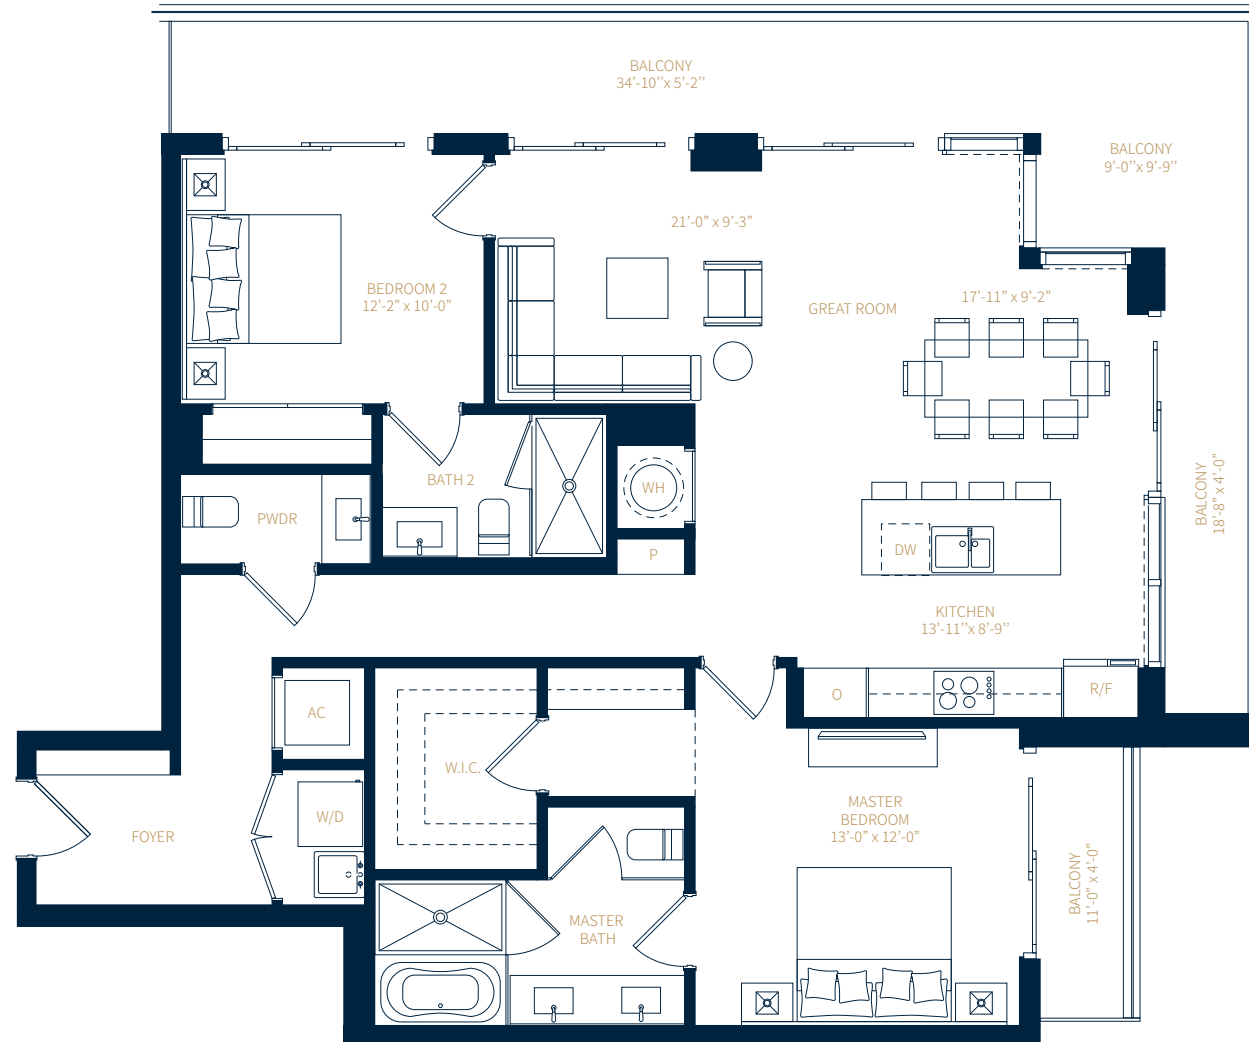 BALCONY
34'-10''x 5'-2''
BALCONY
9'-0''x 9'-9''
21'-0” x 9'-3”
BEDROOM 2
12'-2” x 10'-0”
17'-11” x 9'-2”
GREAT ROOM
BATH 2
WH
PWDR
P
DW
BALCONY
18'-8” x 4'-0”
KITCHEN
13'-11''x 8'-9''
O
R/F
AC
W.I.C.
W/D
FOYER
MASTER
BEDROOM
13'-0” x 12'-0”
BALCONY
11'-0” x 4'-0”
MASTER
BATH